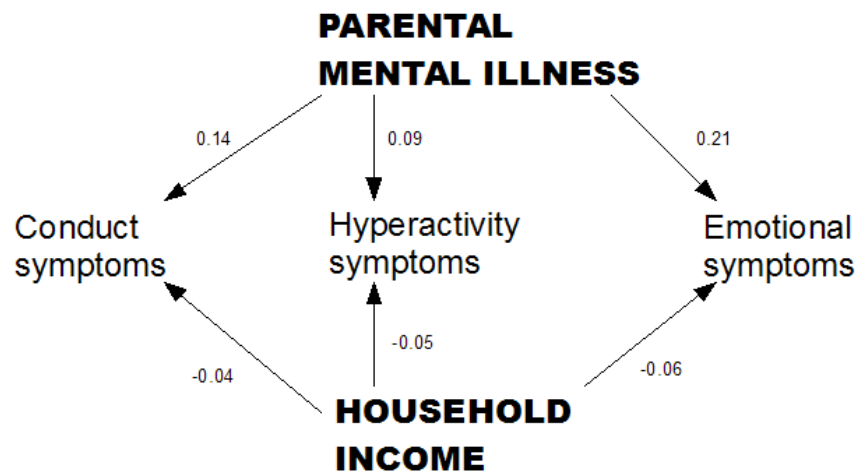 PARENTAL
MENTAL ILLNESS
0.14
0.09
0.21
Conduct
symptoms
Hyperactivity
symptoms
Emotional
symptoms
-0.04
-0.05
-0.06
HOUSEHOLD
INCOME